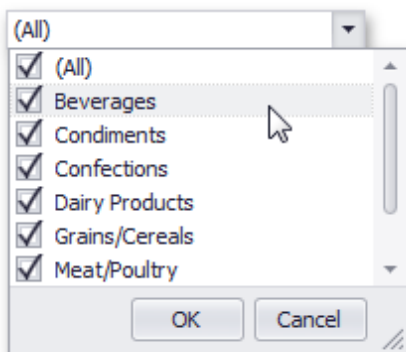 (All)
(All)
Beverages
Condiments
Confections
Dairy Products
Grains/Cereals
Meat/Poultry
OK Cancel